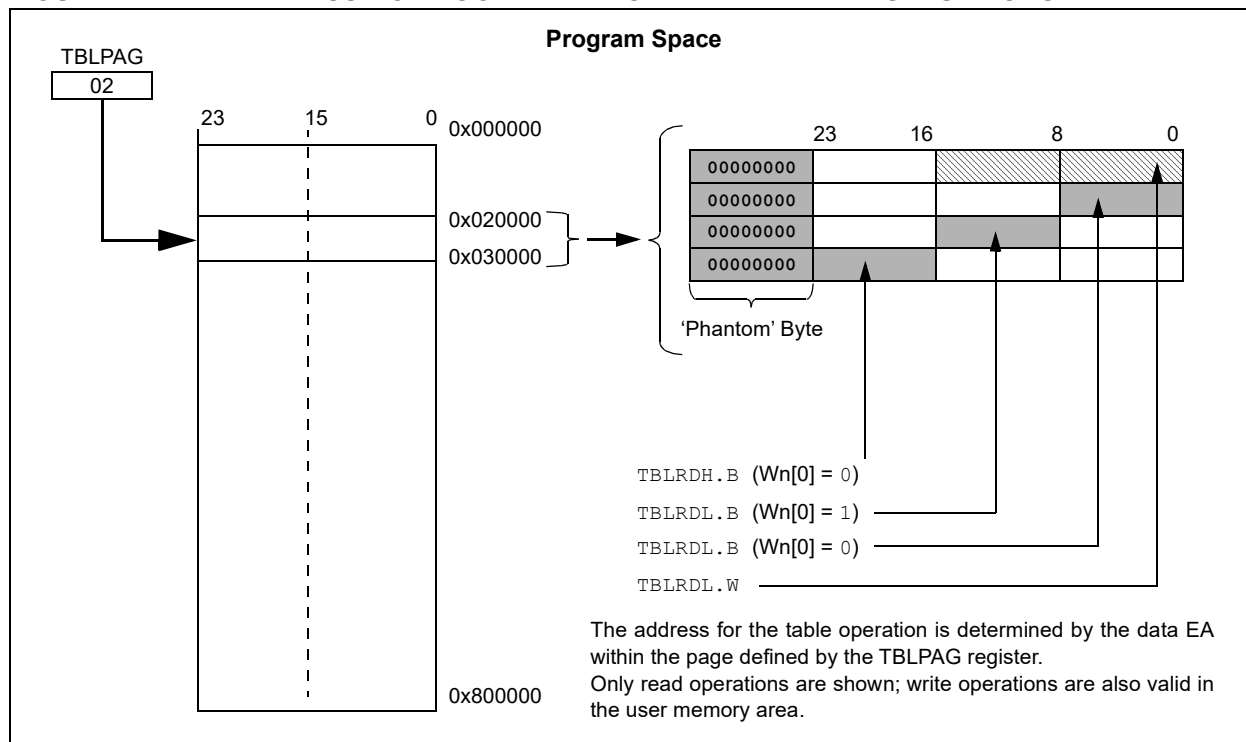 Program Space
TBLPAG
02
23 15 0
0x000000
0x020000
0x030000
0x800000
23 16 8 0
00000000
00000000
00000000
00000000
‘Phantom’ Byte
TBLRDH.B (Wn[0] = 0)
TBLRDL.B (Wn[0] = 1)
TBLRDL.B (Wn[0] = 0)
TBLRDL.W
The address for the table operation is determined by the data EA
within the page defined by the TBLPAG register.
Only read operations are shown; write operations are also valid in
the user memory area.